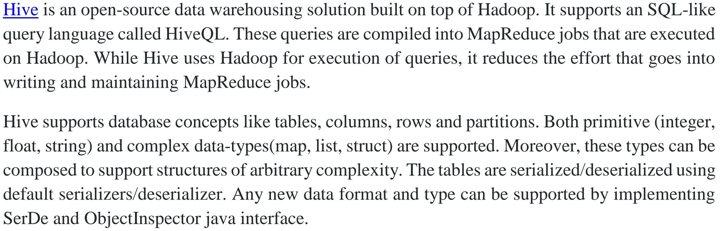 Hive is an open-source data warehousing solution built on top of Hadoop. It supports an SQL-like
query language called HiveQL. These queries are compiled into MapReduce jobs that are executed
on Hadoop. While Hive uses Hadoop for execution of queries, it reduces the effort that goes into
writing and maintaining MapReduce jobs.
Hive supports database concepts like tables, columns, rows and partitions. Both primitive (integer,
float, string) and complex data-types(map, list, struct) are supported. Moreover, these types can be
composed to support structures of arbitrary complexity. The tables are serialized/deserialized using
default serializers/deserializer. Any new data format and type can be supported by implementing
SerDe and ObjectInspector java interface.